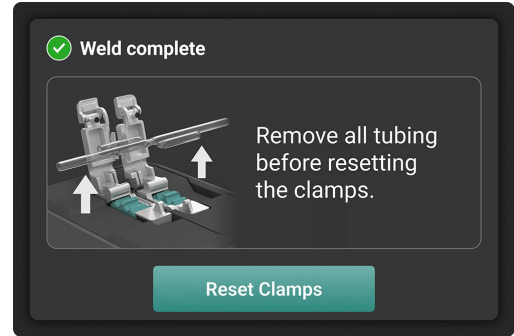 Weld complete
Remove all tubing
before resetting
the clamps.
Reset Clamps